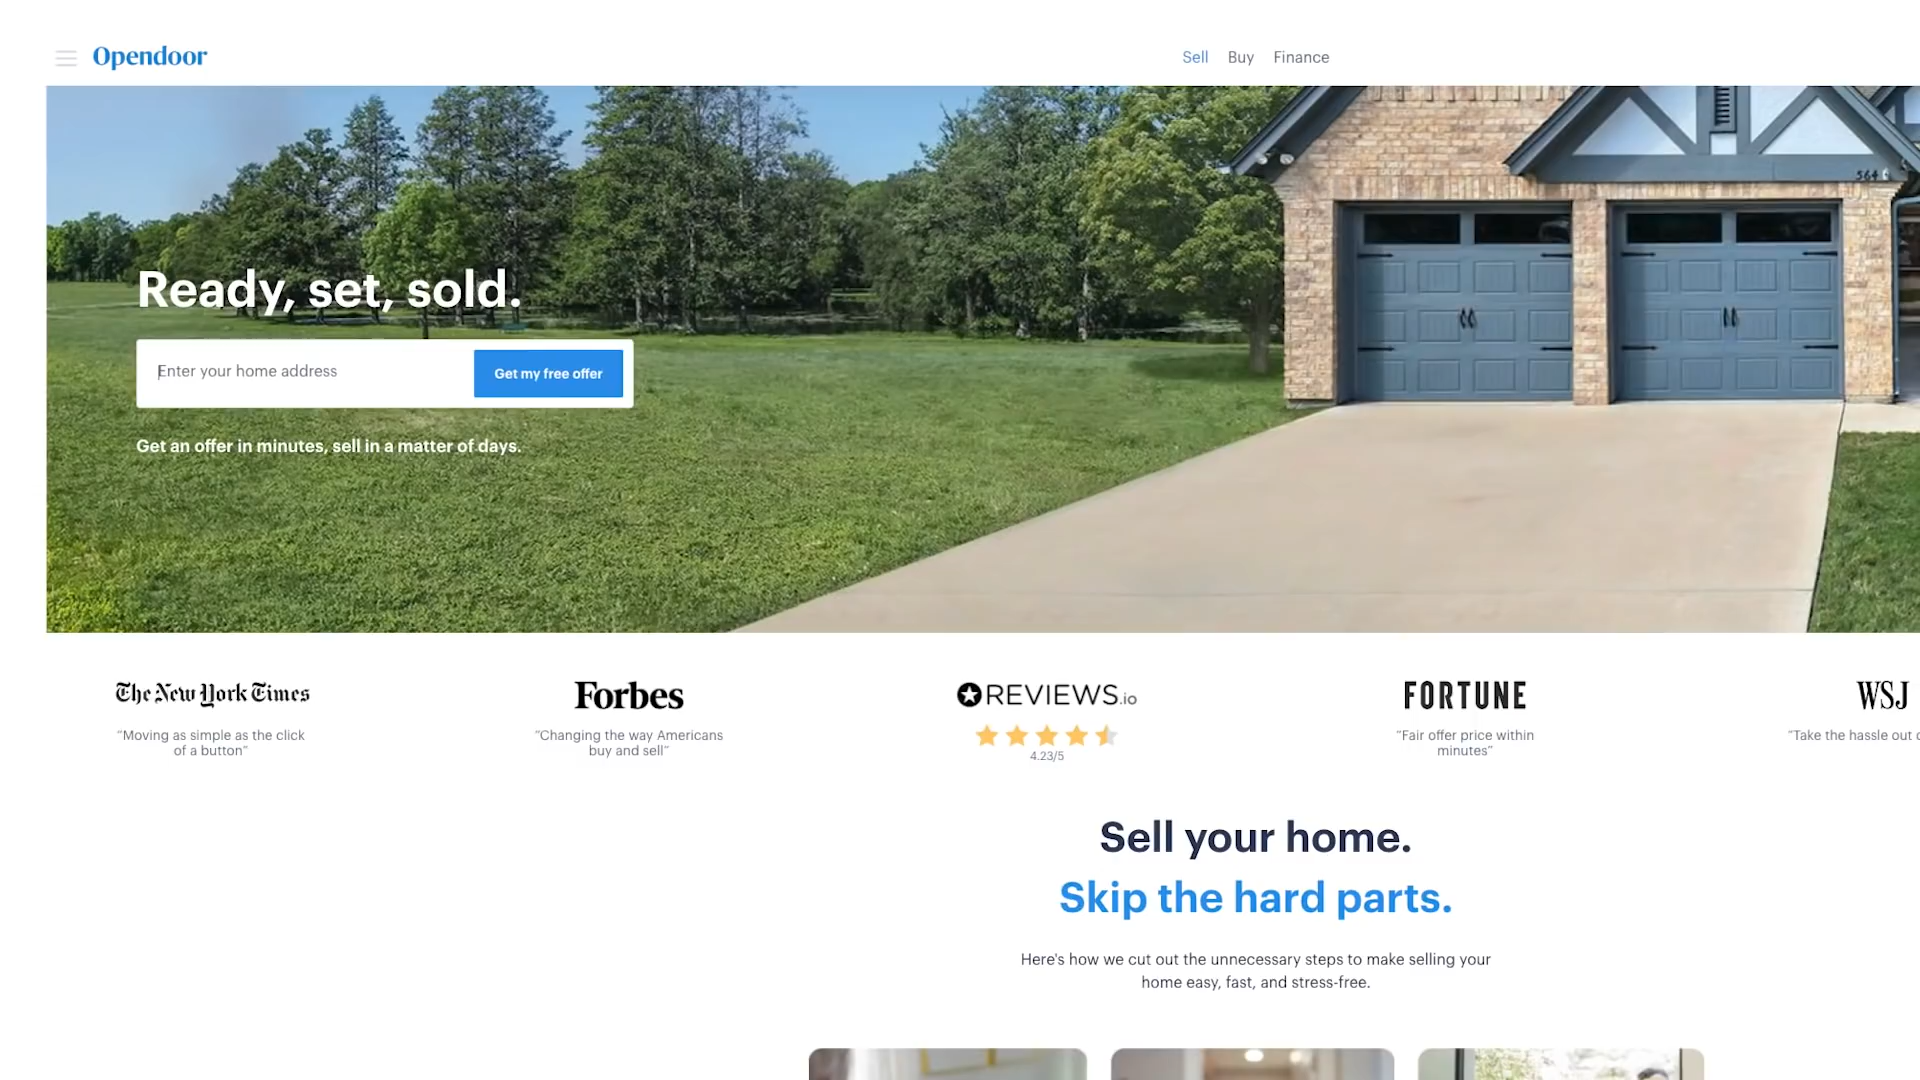 Opendoor
Sell Buy Finance
564
Ready, set, sold.
Enter your home address
Get my free offer
Get an offer in minutes, sell in a matter of days.
The New York Times
"Moving as simple as the click
of a button"
Forbes
"Changing the way Americans
buy and sell"
REVIEWS.io
4.23/5
FORTUNE
"Fair offer price within
minutes"
WSJ
"Take the hassle out
Sell your home.
Skip the hard parts.
Here's how we cut out the unnecessary steps to make selling your
home easy, fast, and stress-free.